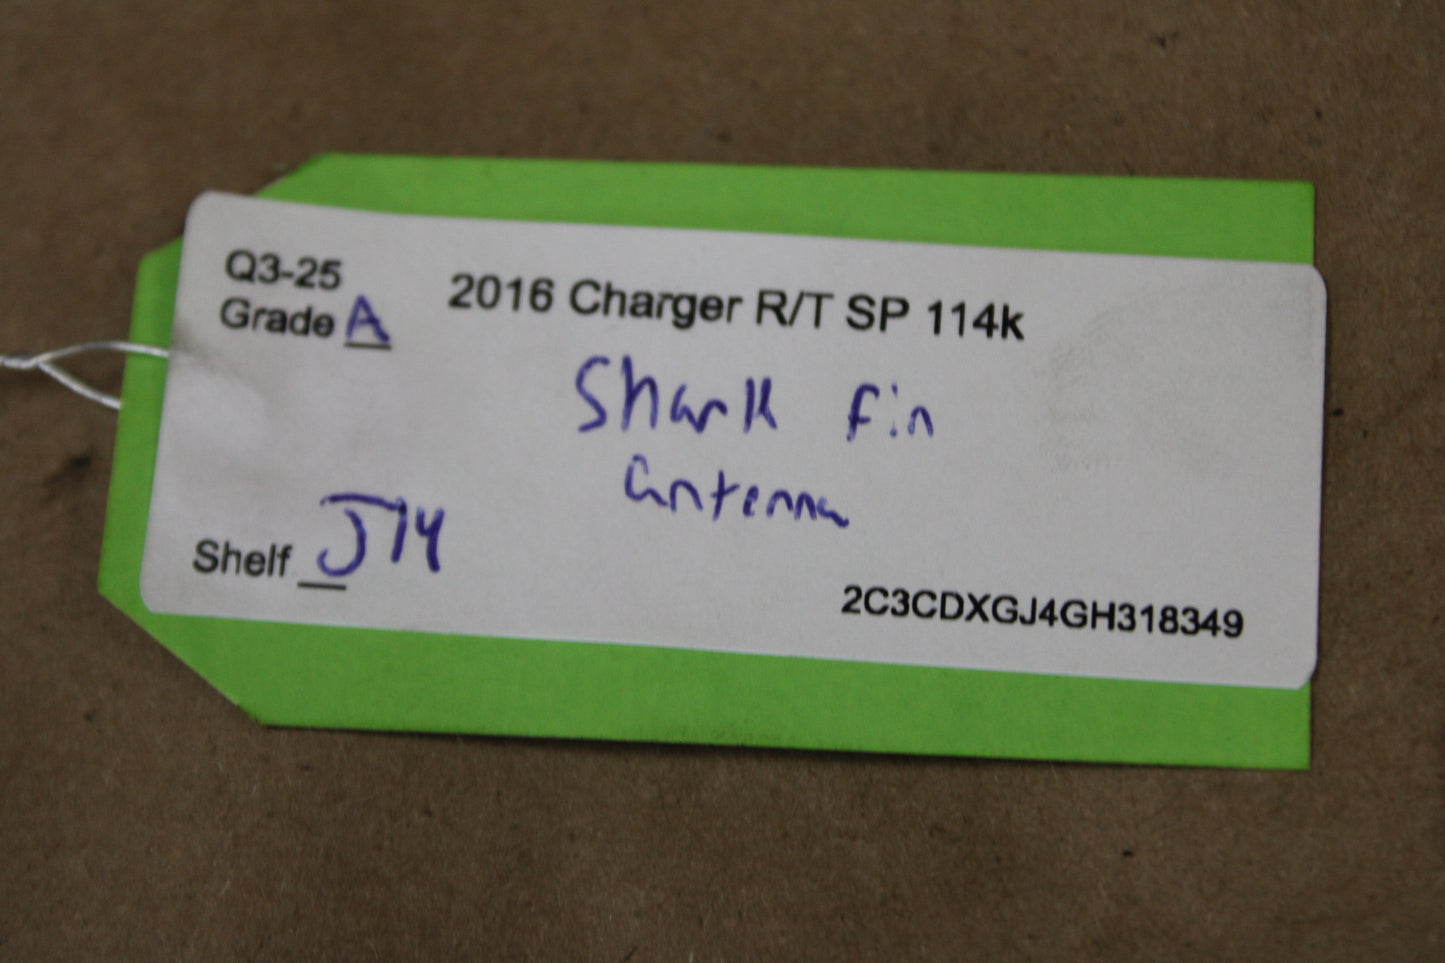 Q3-25
Grade A
2016 Charger R/T SP 114k
Shark fin
antenna
Shelf J14
2C3CDXGJ4GH318349